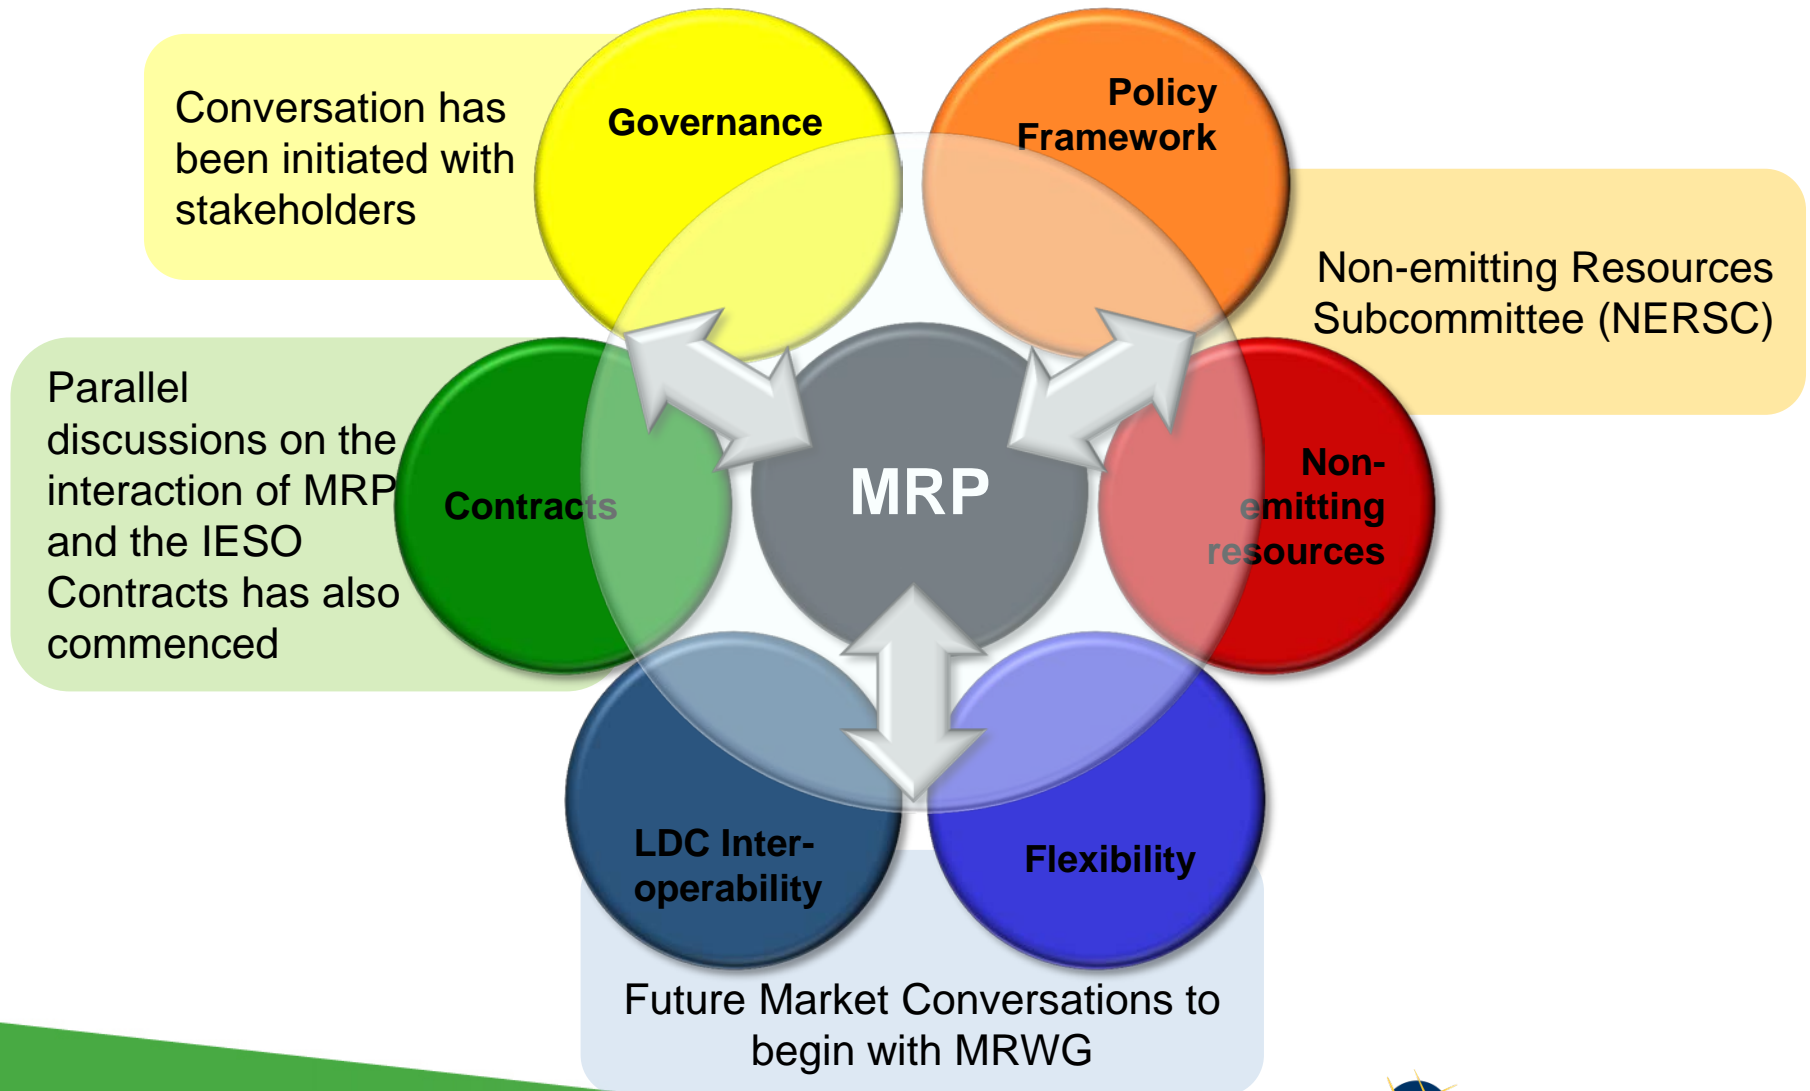 Conversation has
been initiated with
stakeholders
Governance
Policy
Framework
Non-emitting Resources
Subcommittee (NERSC)
Parallel
discussions on the
interaction of MRP
and the IESO
Contracts has also
commenced
Contracts
MRP
Non-
emitting
resources
LDC Inter-
operability
Flexibility
Future Market Conversations to
begin with MRWG